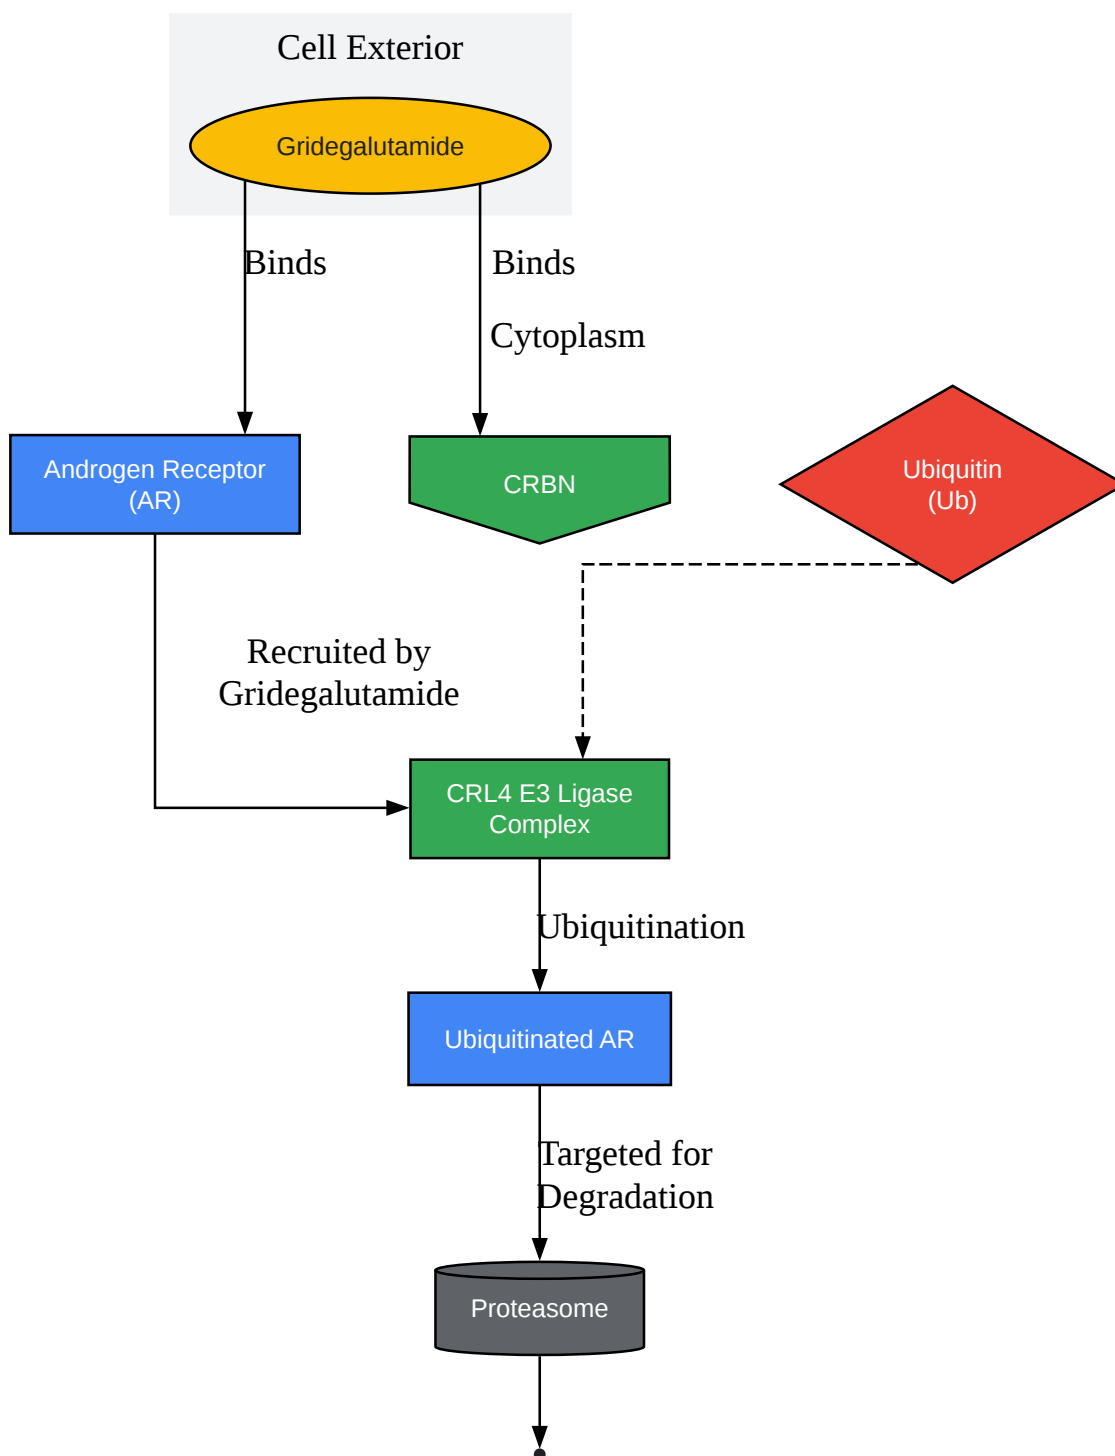 Cell Exterior
Gridegalutamide
Binds
Binds
Cytoplasm
Androgen Receptor
(AR)
CRBN
Ubiquitin
(Ub)
Recruited by
Gridegalutamide
CRL4 E3 Ligase
Complex
Ubiquitination
Ubiquitinated AR
Targeted for
Degradation
Proteasome